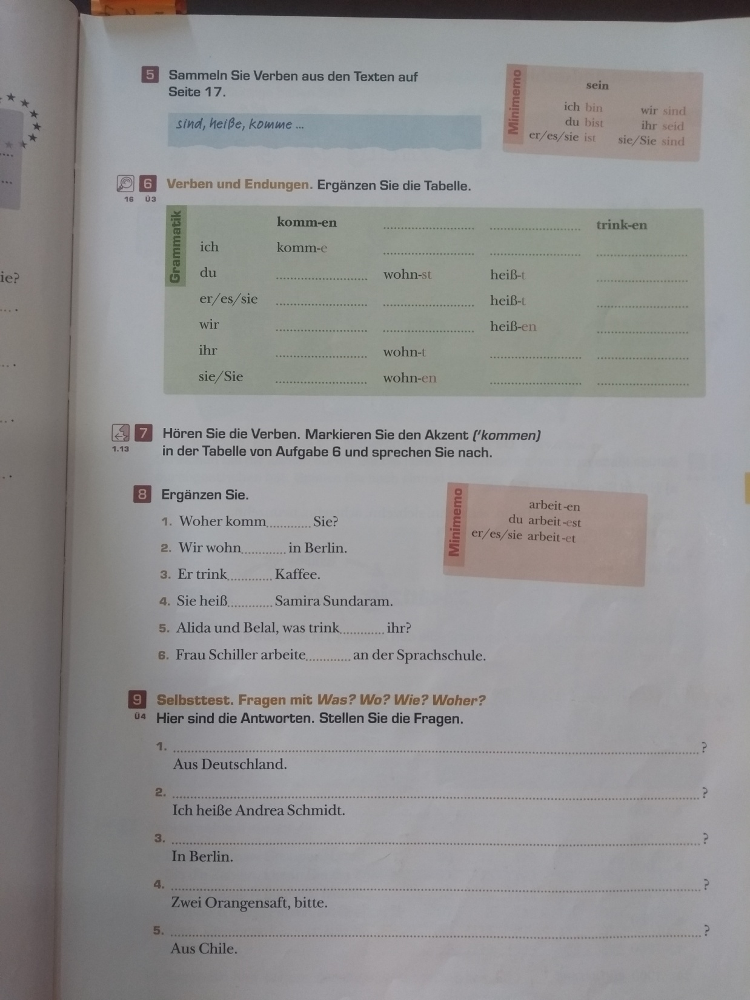 5 Sammeln Sie Verben aus den Texten auf
Seite 17.
sind, heiße, komme ...
Minimemo
sein
ich bin wir sind
du bist ihr seid
er/es/sie ist sie/Sie sind
6 Verben und Endungen. Ergänzen Sie die Tabelle.
16 Ü3
Grammatik
komm-en ........ ........ trink-en
ich komm-e ........ ........ ........
du ........ wohn-st heiß-t ........
er/es/sie ........ ........ heiß-t ........
wir ........ ........ heiß-en ........
ihr ........ wohn-t ........ ........
sie/Sie ........ wohn-en ........ ........
7 Hören Sie die Verben. Markieren Sie den Akzent ('kommen)
1.13 in der Tabelle von Aufgabe 6 und sprechen Sie nach.
8 Ergänzen Sie.
1. Woher komm........ Sie?
2. Wir wohn........ in Berlin.
3. Er trink........ Kaffee.
4. Sie heiß........ Samira Sundaram.
5. Alida und Belal, was trink........ ihr?
6. Frau Schiller arbeite........ an der Sprachschule.
Minimemo
arbeit-en
du arbeit-est
er/es/sie arbeit-et
9 Selbsttest. Fragen mit Was? Wo? Wie? Woher?
Ü4 Hier sind die Antworten. Stellen Sie die Fragen.
1. ........ ?
Aus Deutschland.
2. ........ ?
Ich heiße Andrea Schmidt.
3. ........ ?
In Berlin.
4. ........ ?
Zwei Orangensaft, bitte.
5. ........ ?
Aus Chile.
ie?